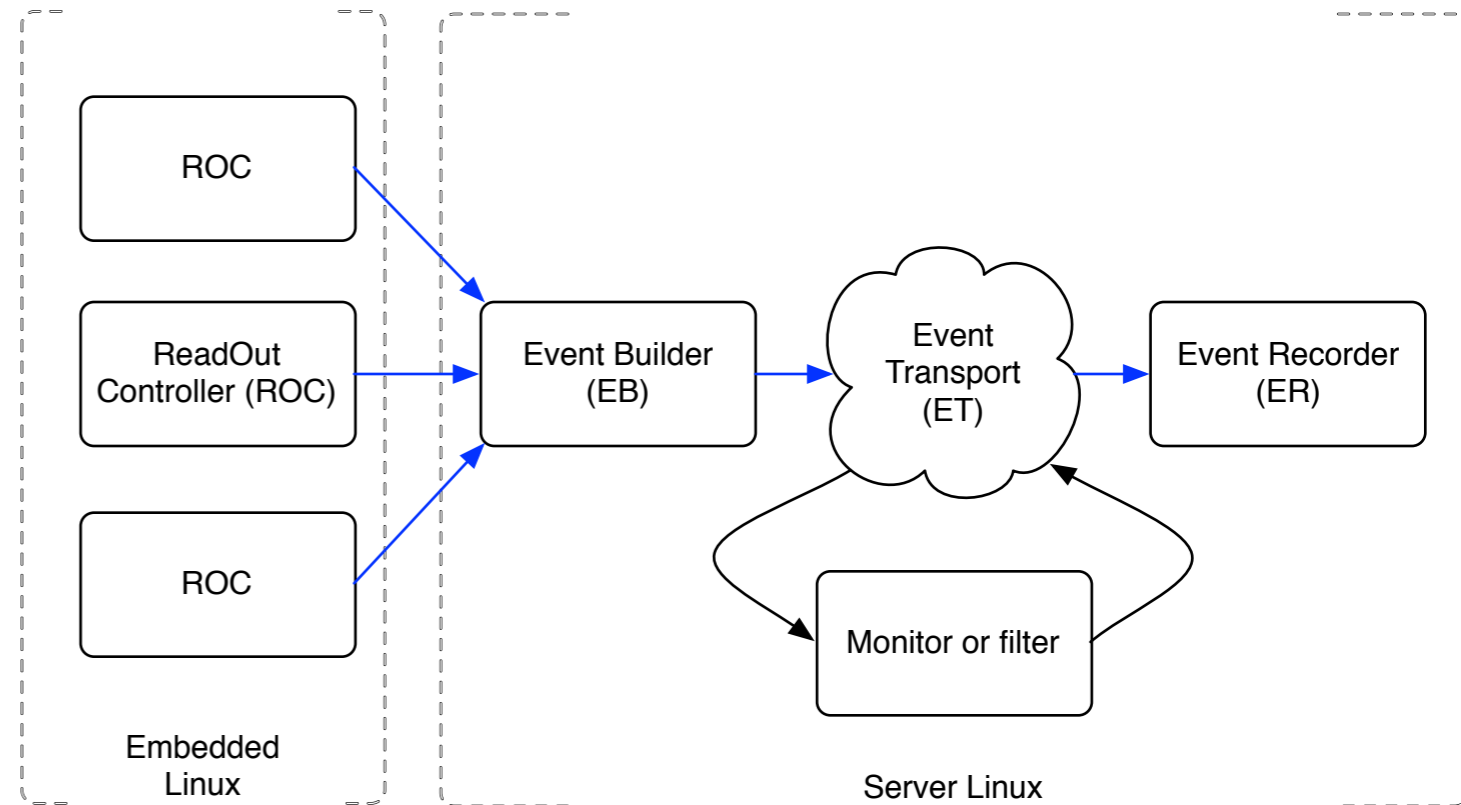 ROC
ReadOut
Controller (ROC)
ROC
Embedded
Linux
Event Builder
(EB)
Event
Transport
(ET)
Event Recorder
(ER)
Monitor or filter
Server Linux